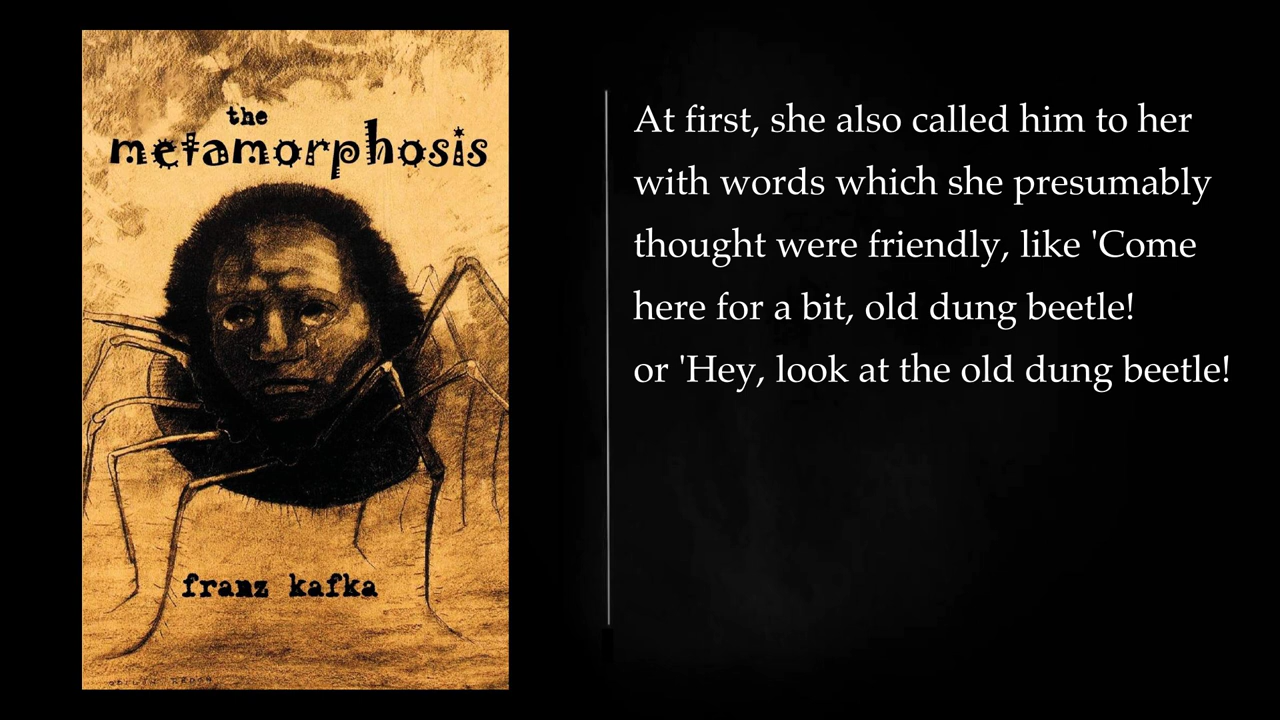 the
metamorphosis
franz kafka
At first, she also called him to her
with words which she presumably
thought were friendly, like 'Come
here for a bit, old dung beetle!
or 'Hey, look at the old dung beetle!